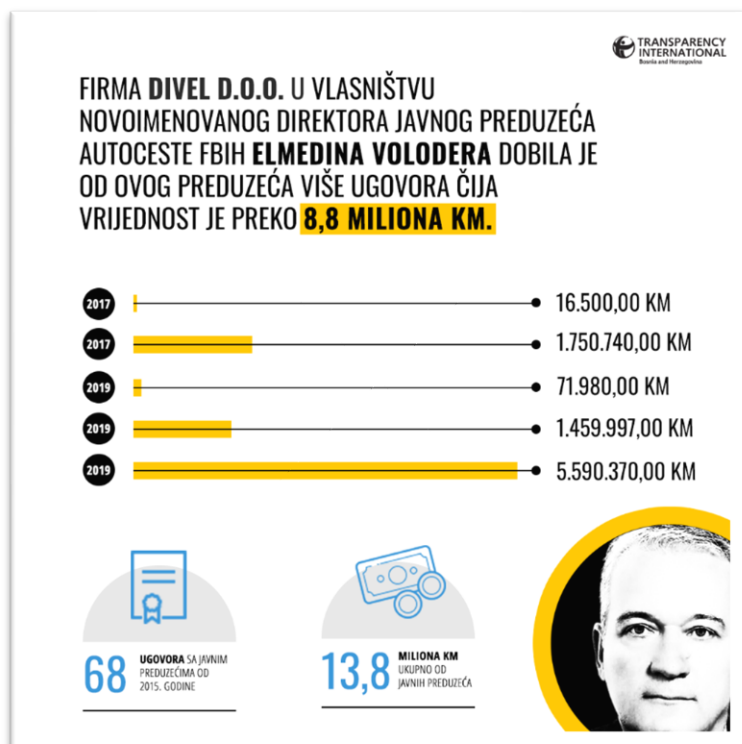 TRANSPARENCY
INTERNATIONAL
Bosnia and Herzegovina
FIRMA DIVEL D.O.O. U VLASNIŠTVU
NOVOIMENOVANOG DIREKTORA JAVNOG PREDUZEĆA
AUTOCESTE FBIH ELMEDINA VOLODERA DOBILA JE
OD OVOG PREDUZEĆA VIŠE UGOVORA ČIJA
VRIJEDNOST JE PREKO 8,8 MILIONA KM.
2017 16.500,00 KM
2017 1.750.740,00 KM
2019 71.980,00 KM
2019 1.459.997,00 KM
2019 5.590.370,00 KM
68 UGOVORA SA JAVNIM
PREDUZEĆIMA OD
2015. GODINE
13,8 MILIONA KM
UKUPNO OD
JAVNIH PREDUZEĆA